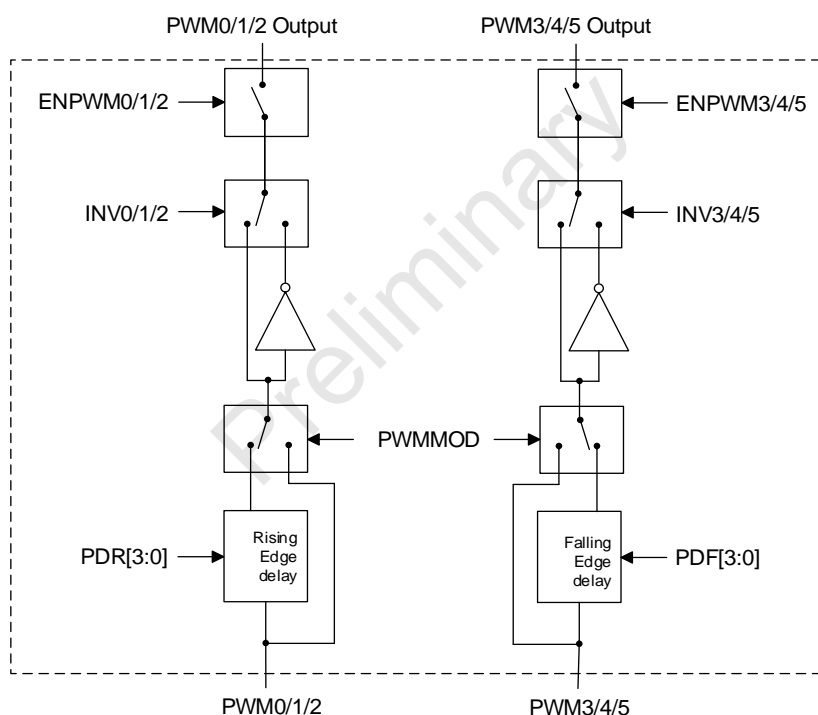 PWM0/1/2 Output
PWM3/4/5 Output
ENPWM0/1/2
ENPWM3/4/5
INV0/1/2
INV3/4/5
Preliminary
PWMMOD
PDR[3:0]
Rising
Edge
delay
Falling
Edge
delay
PDF[3:0]
PWM0/1/2
PWM3/4/5